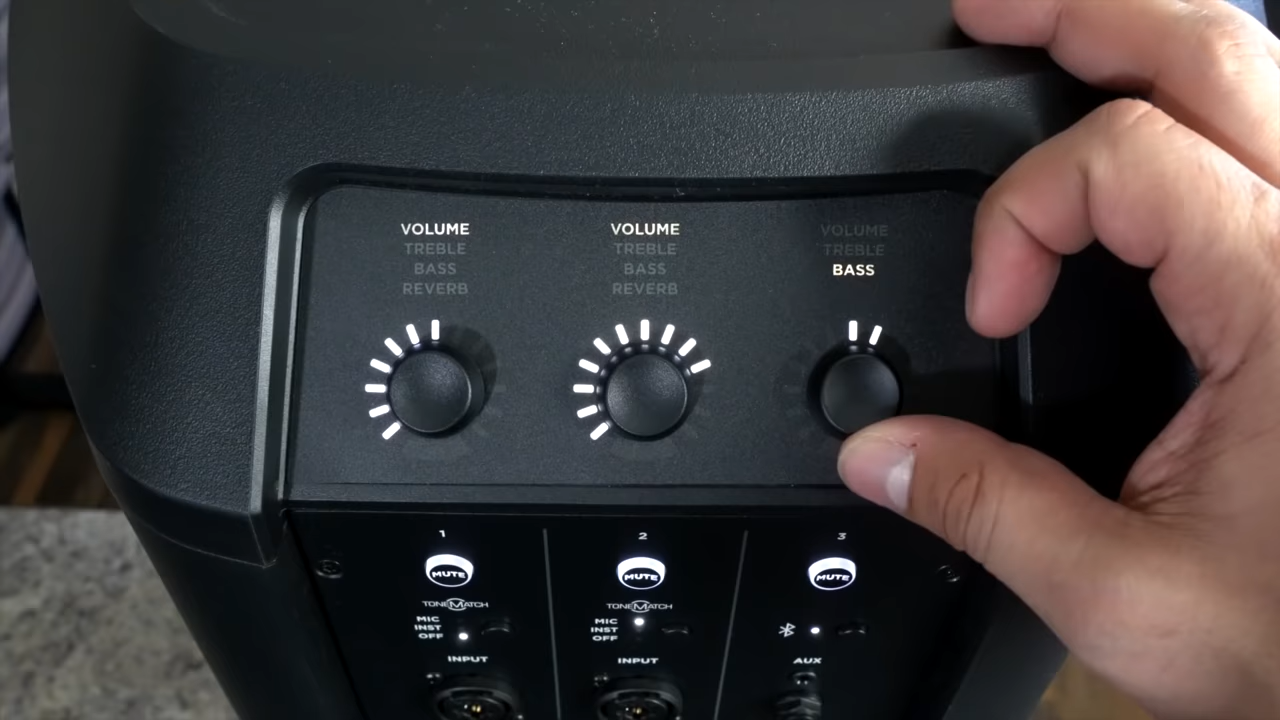 VOLUME
TREBLE
BASS
REVERB
VOLUME
TREBLE
BASS
REVERB
VOLUME
TREBLE
BASS
1
MUTE
TONEMATCH
MIC
INST
OFF
INPUT
2
MUTE
TONEMATCH
MIC
INST
OFF
INPUT
3
MUTE
AUX